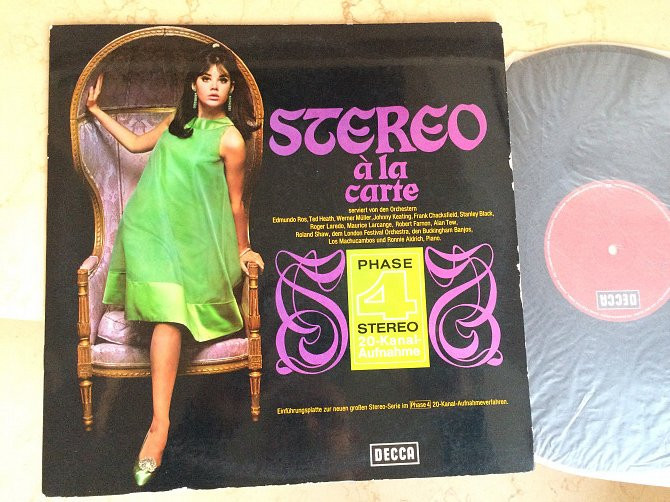 STEREO
à la
carte
serviert von den Orchestern
Edmundo Ros, Ted Heath, Werner Müller, Johnny Keating, Frank Chacksfield, Stanley Black,
Roger Laredo, Maurice Larcange, Robert Farnon, Alan Tew,
Roland Shaw, dem London Festival Orchestra, den Buckingham Banjos,
Los Machucambos und Ronnie Aldrich, Piano.
PHASE
4
STEREO
20-Kanal-
Aufnahme
Einführungsplatte zur neuen großen Stereo-Serie im Phase 4 20-Kanal-Aufnahmeverfahren.
DECCA
DECCA